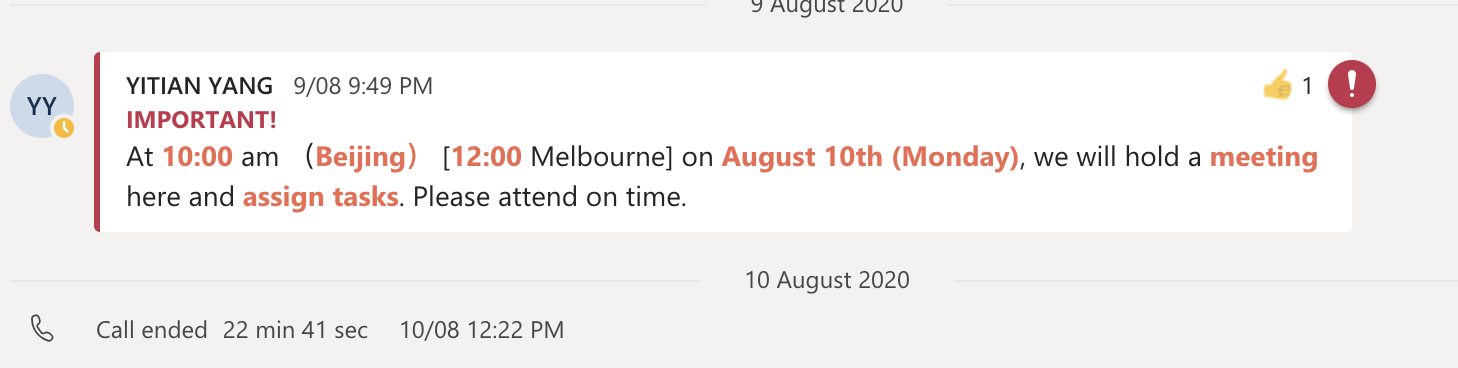 9 August 2020
YY
YITIAN YANG 9/08 9:49 PM
1
IMPORTANT!
At 10:00 am （Beijing） [12:00 Melbourne] on August 10th (Monday), we will hold a meeting
here and assign tasks. Please attend on time.
10 August 2020
Call ended 22 min 41 sec 10/08 12:22 PM